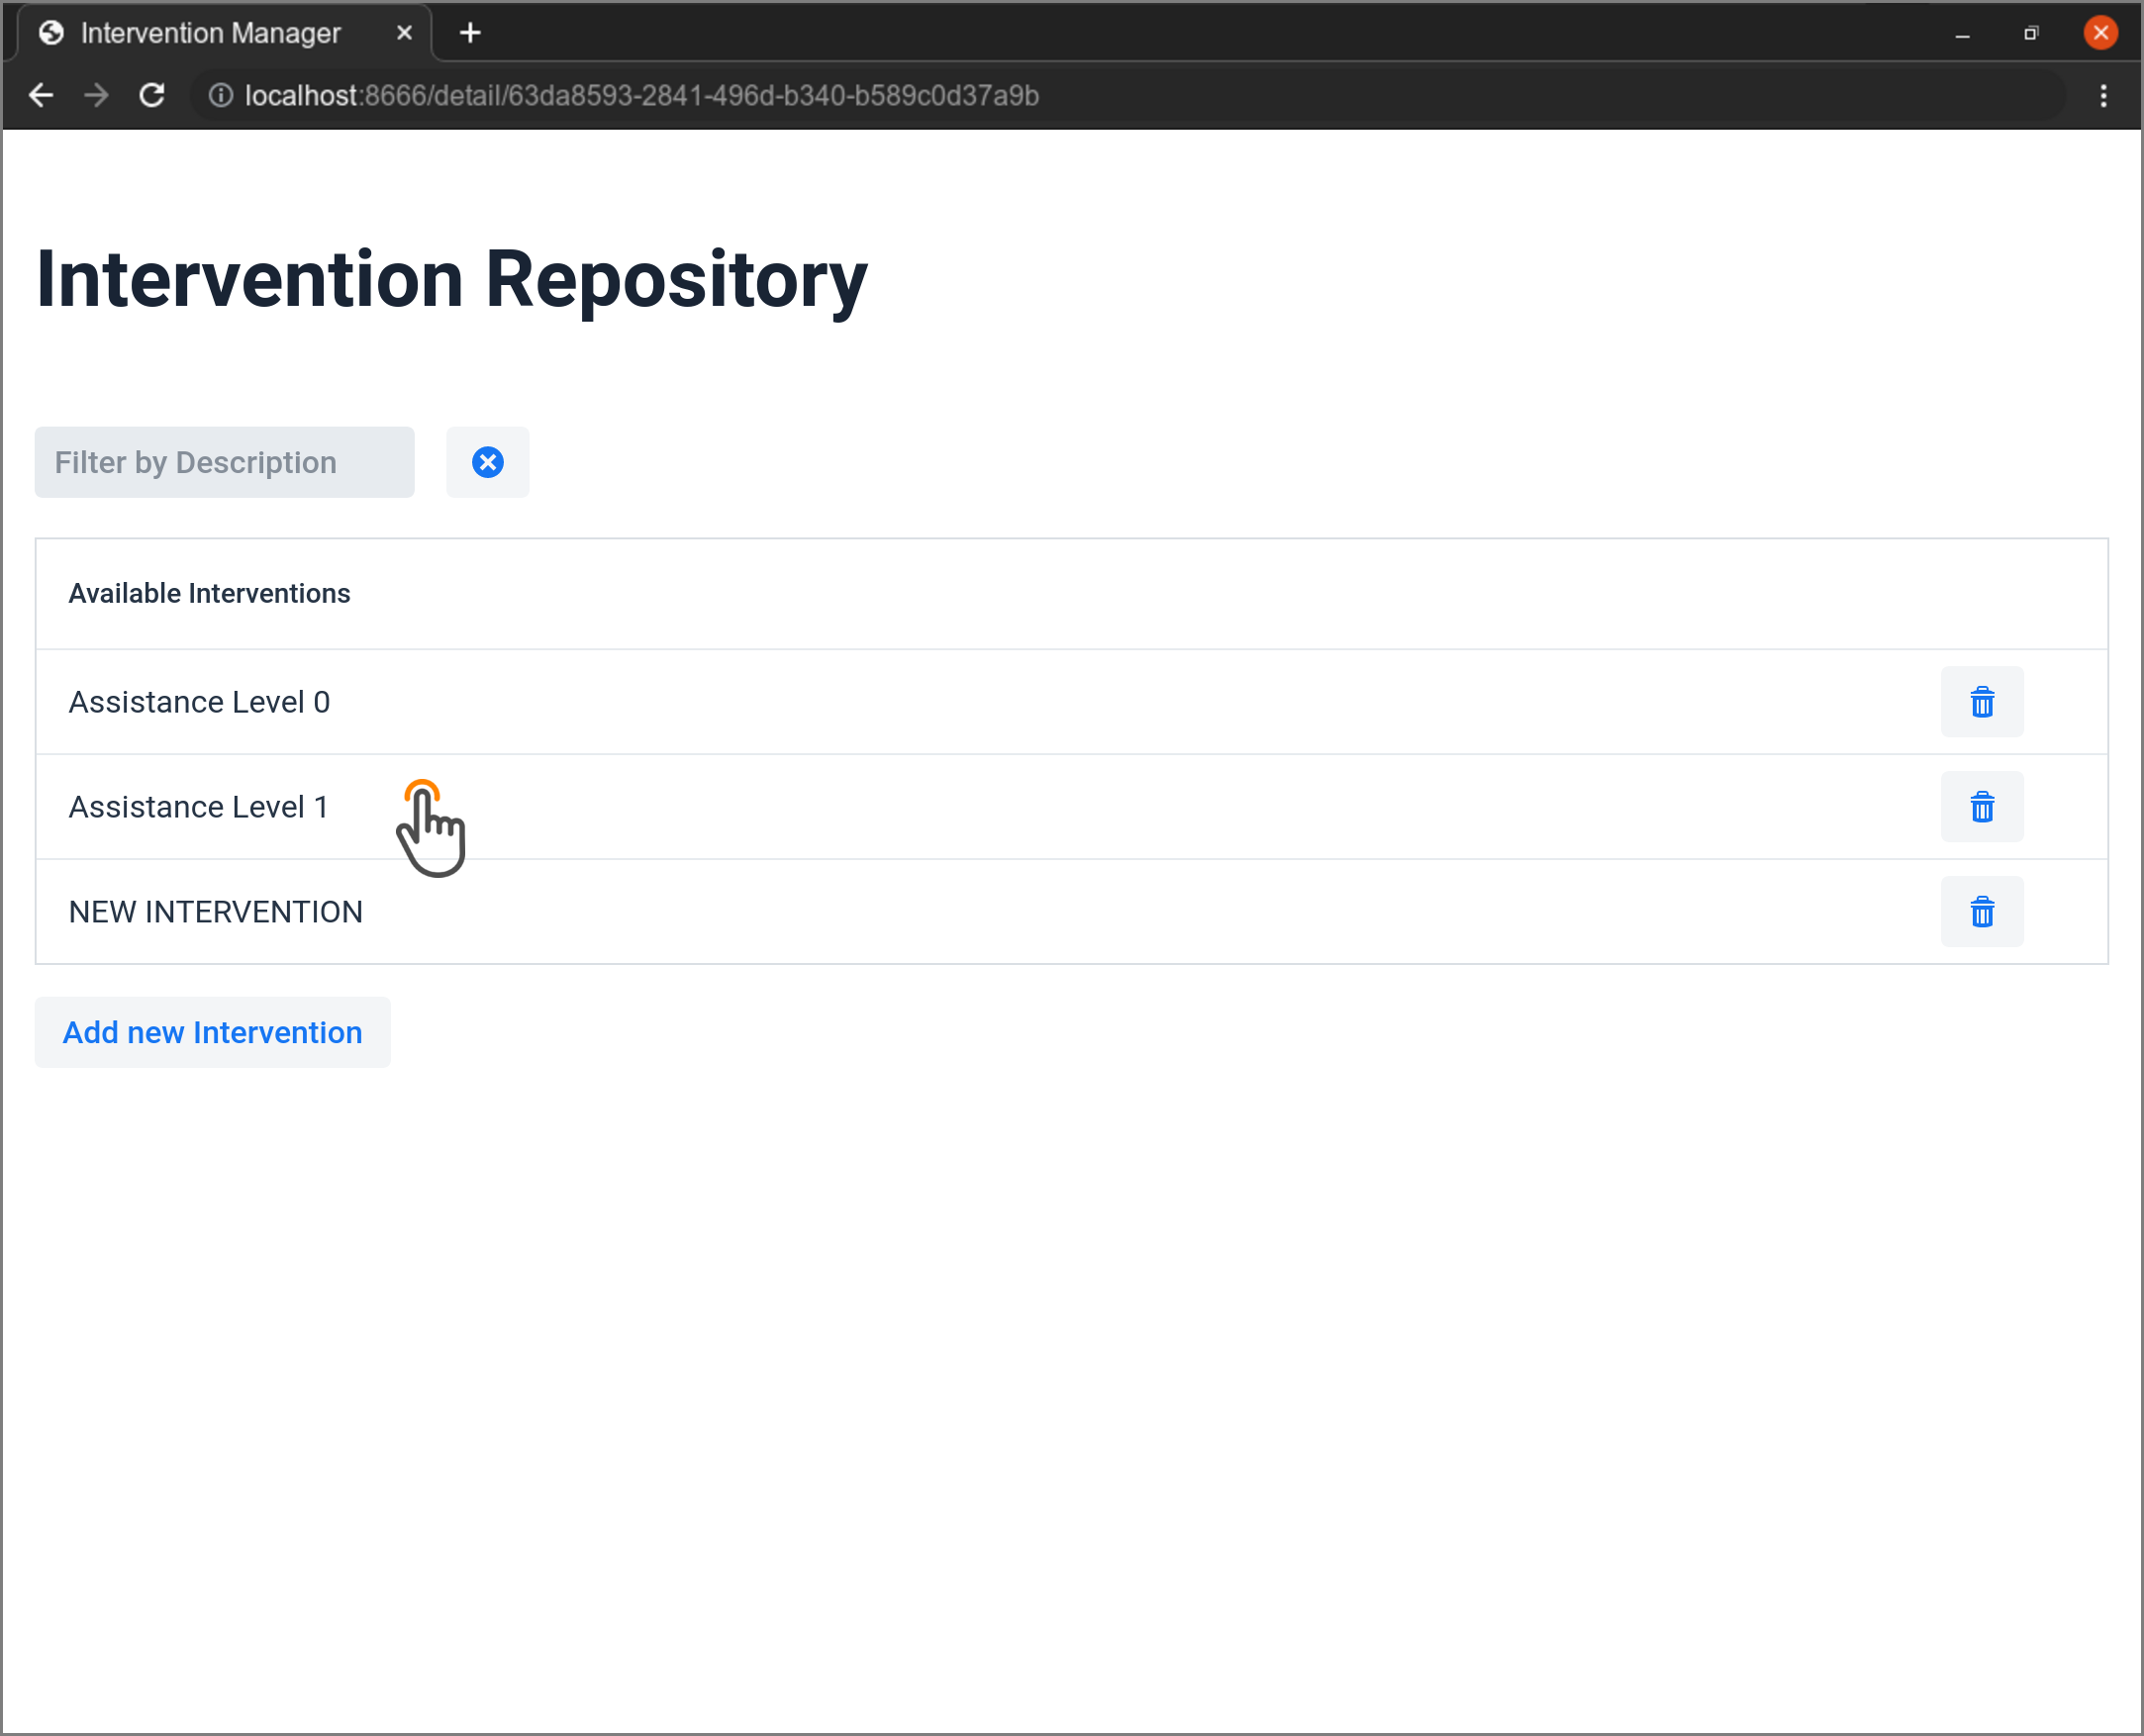 Intervention Manager
localhost:8666/detail/63da8593-2841-496d-b340-b589c0d37a9b
Intervention Repository
Filter by Description
Available Interventions
Assistance Level 0
Assistance Level 1
NEW INTERVENTION
Add new Intervention